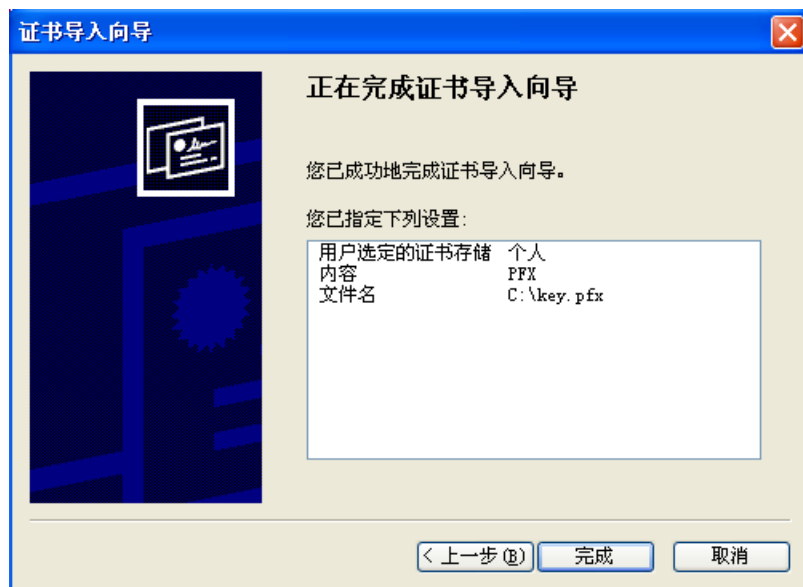 证书导入向导
正在完成证书导入向导
您已成功地完成证书导入向导。
您已指定下列设置:
用户选定的证书存储 个人
内容 PFX
文件名 C:\key.pfx
< 上一步(B) 完成 取消